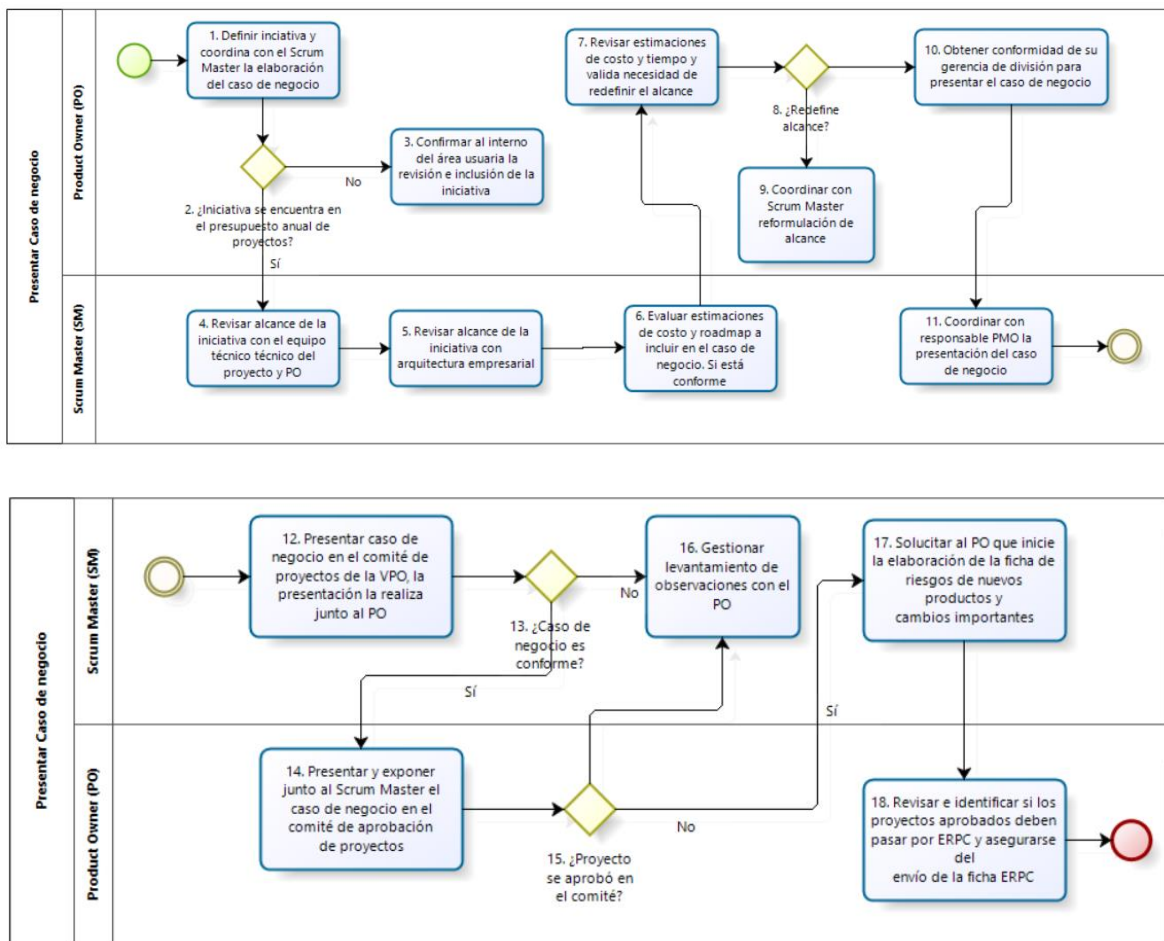 Presentar Caso de negocio
Product Owner (PO)
1. Definir inciativa y
coordina con el Scrum
Master la elaboración
del caso de negocio
2. ¿Iniciativa se encuentra en
el presupuesto anual de
proyectos?
No
Sí
3. Confirmar al interno
del área usuaria la
revisión e inclusión de la
iniciativa
7. Revisar estimaciones
de costo y tiempo y
valida necesidad de
redefinir el alcance
8. ¿Redefine
alcance?
9. Coordinar con
Scrum Master
reformulación de
alcance
10. Obtener conformidad de su
gerencia de división para
presentar el caso de negocio
Scrum Master (SM)
4. Revisar alcance de la
iniciativa con el equipo
técnico técnico del
proyecto y PO
5. Revisar alcance de la
iniciativa con
arquitectura empresarial
6. Evaluar estimaciones
de costo y roadmap a
incluir en el caso de
negocio. Si está
conforme
11. Coordinar con
responsable PMO la
presentación del caso
de negocio
Presentar Caso de negocio
Scrum Master (SM)
12. Presentar caso de
negocio en el comité de
proyectos de la VPO, la
presentación la realiza
junto al PO
13. ¿Caso de
negocio es
conforme?
No
Sí
16. Gestionar
levantamiento de
observaciones con el
PO
17. Solucitar al PO que inicie
la elaboración de la ficha de
riesgos de nuevos
productos y
cambios importantes
Sí
Product Owner (PO)
14. Presentar y exponer
junto al Scrum Master el
caso de negocio en el
comité de aprobación
de proyectos
15. ¿Proyecto
se aprobó en
el comité?
No
18. Revisar e identificar si los
proyectos aprobados deben
pasar por ERPC y asegurarse
del
envío de la ficha ERPC